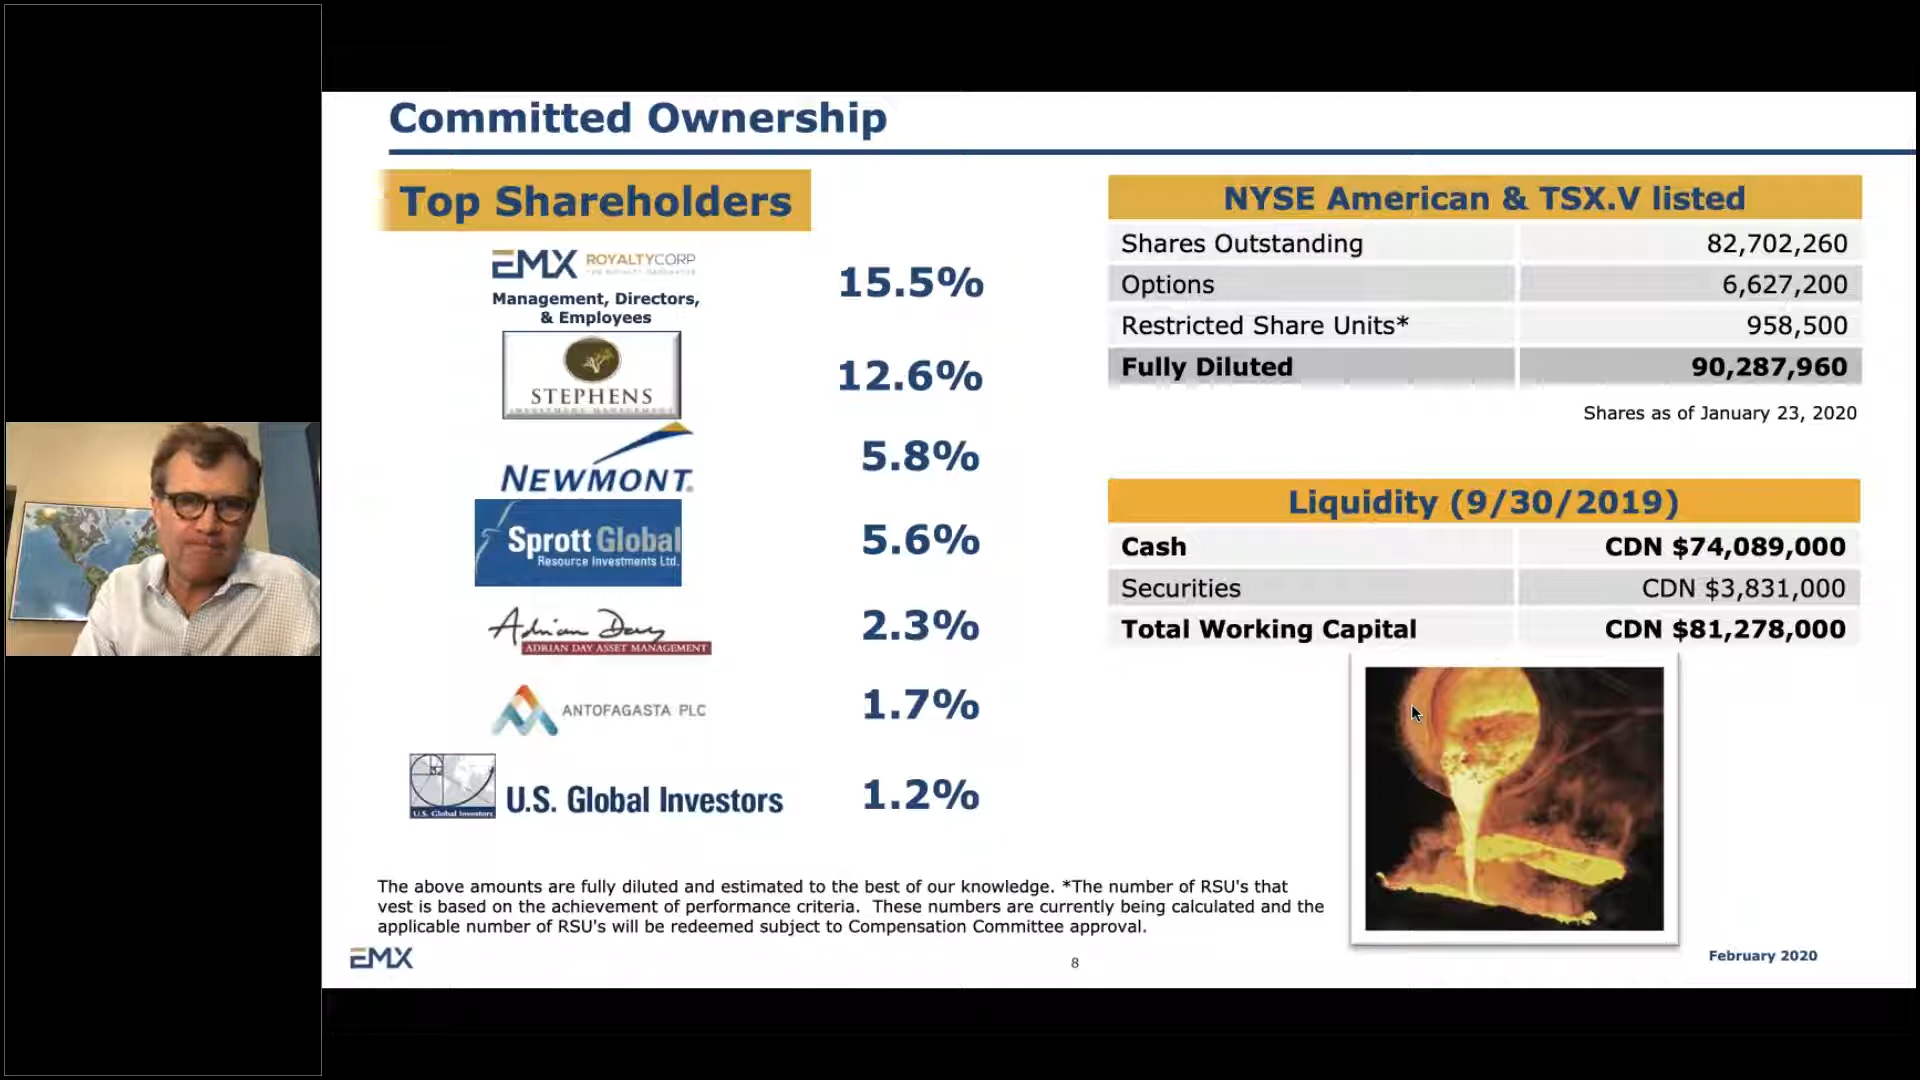 Committed Ownership
Top Shareholders
EMX ROYALTYCORP
Management, Directors,
& Employees
15.5%
STEPHENS
INVESTMENT MANAGEMENT
12.6%
NEWMONT
5.8%
Sprott Global
Resource Investments Ltd.
5.6%
Adrian Day
ADRIAN DAY ASSET MANAGEMENT
2.3%
ANTOFAGASTA PLC
1.7%
U.S. Global Investors
U.S. Global Investors
1.2%
NYSE American & TSX.V listed
Shares Outstanding 82,702,260
Options 6,627,200
Restricted Share Units* 958,500
Fully Diluted 90,287,960
Shares as of January 23, 2020
Liquidity (9/30/2019)
Cash CDN $74,089,000
Securities CDN $3,831,000
Total Working Capital CDN $81,278,000
The above amounts are fully diluted and estimated to the best of our knowledge. *The number of RSU's that
vest is based on the achievement of performance criteria. These numbers are currently being calculated and the
applicable number of RSU's will be redeemed subject to Compensation Committee approval.
EMX
8
February 2020